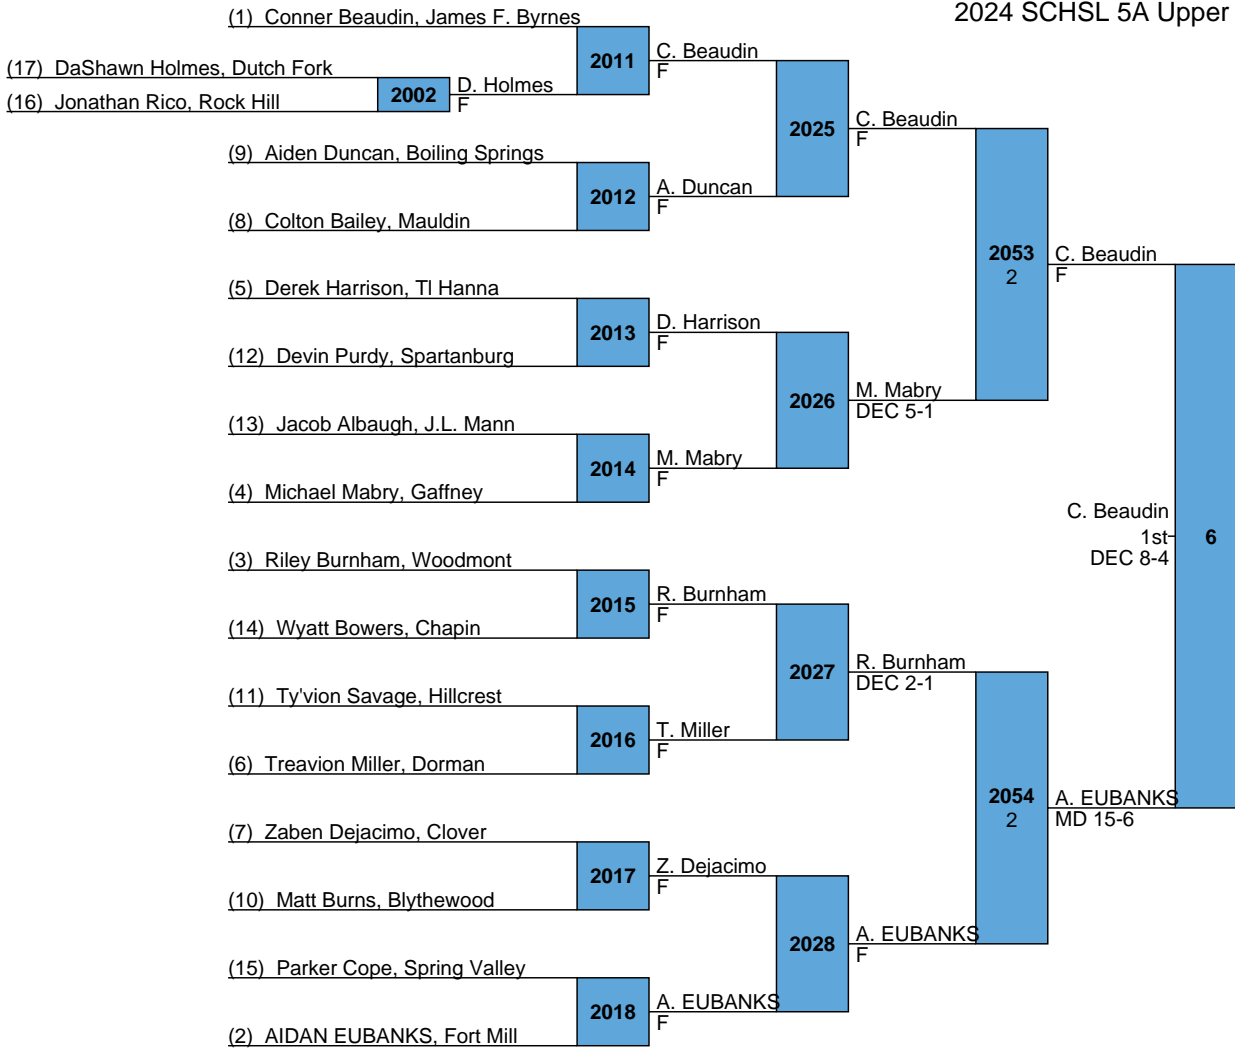 2024 SCHSL 5A Upper
(1) Conner Beaudin, James F. Byrnes
2011
C. Beaudin
F
(17) DaShawn Holmes, Dutch Fork
2002
D. Holmes
F
(16) Jonathan Rico, Rock Hill
2025
C. Beaudin
F
(9) Aiden Duncan, Boiling Springs
2012
A. Duncan
F
(8) Colton Bailey, Mauldin
2053
2
C. Beaudin
F
(5) Derek Harrison, Tl Hanna
2013
D. Harrison
F
(12) Devin Purdy, Spartanburg
2026
M. Mabry
DEC 5-1
(13) Jacob Albaugh, J.L. Mann
2014
M. Mabry
F
(4) Michael Mabry, Gaffney
C. Beaudin
1st
DEC 8-4
6
(3) Riley Burnham, Woodmont
2015
R. Burnham
F
(14) Wyatt Bowers, Chapin
2027
R. Burnham
DEC 2-1
(11) Ty'vion Savage, Hillcrest
2016
T. Miller
F
(6) Treavion Miller, Dorman
2054
2
A. EUBANKS
MD 15-6
(7) Zaben Dejacimo, Clover
2017
Z. Dejacimo
F
(10) Matt Burns, Blythewood
2028
A. EUBANKS
F
(15) Parker Cope, Spring Valley
2018
A. EUBANKS
F
(2) AIDAN EUBANKS, Fort Mill